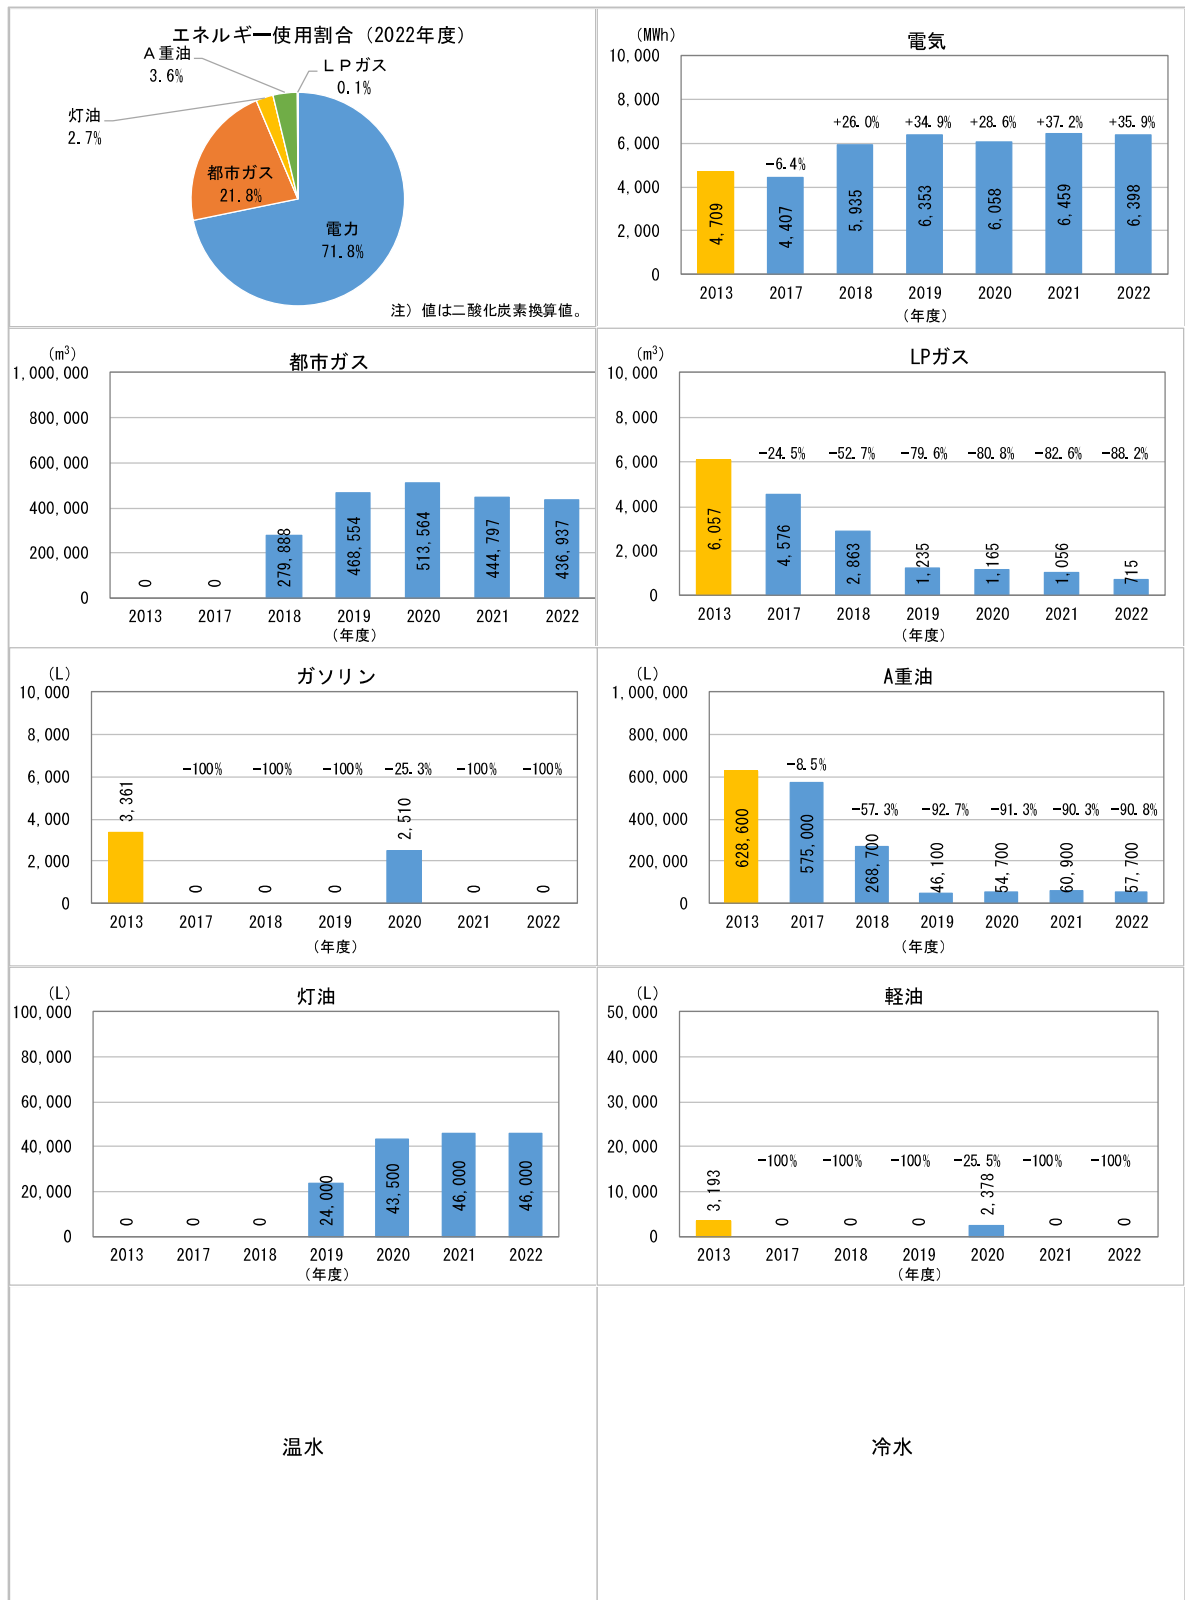 エネルギー使用割合（2022年度）
Ａ重油
3.6%
ＬＰガス
0.1%
灯油
2.7%
都市ガス
21.8%
電力
71.8%
注）値は二酸化炭素換算値。
電気
(MWh)
10,000
8,000
6,000
4,000
2,000
0
+26.0% +34.9% +28.6% +37.2% +35.9%
-6.4%
4,709 4,407 5,935 6,353 6,058 6,459 6,398
2013 2017 2018 2019 2020 2021 2022
(年度)
都市ガス
(m³)
1,000,000
800,000
600,000
400,000
200,000
0
0 0 279,888 468,554 513,564 444,797 436,937
2013 2017 2018 2019 2020 2021 2022
(年度)
LPガス
(m³)
10,000
8,000
6,000
4,000
2,000
0
-24.5% -52.7% -79.6% -80.8% -82.6% -88.2%
6,057 4,576 2,863 1,235 1,165 1,056 715
2013 2017 2018 2019 2020 2021 2022
(年度)
ガソリン
(L)
10,000
8,000
6,000
4,000
2,000
0
-100% -100% -100% -25.3% -100% -100%
3,361 0 0 0 2,510 0 0
2013 2017 2018 2019 2020 2021 2022
(年度)
A重油
(L)
1,000,000
800,000
600,000
400,000
200,000
0
-8.5%
-57.3% -92.7% -91.3% -90.3% -90.8%
628,600 575,000 268,700 46,100 54,700 60,900 57,700
2013 2017 2018 2019 2020 2021 2022
(年度)
灯油
(L)
100,000
80,000
60,000
40,000
20,000
0
0 0 0 24,000 43,500 46,000 46,000
2013 2017 2018 2019 2020 2021 2022
(年度)
軽油
(L)
50,000
40,000
30,000
20,000
10,000
0
-100% -100% -100% -25.5% -100% -100%
3,193 0 0 0 2,378 0 0
2013 2017 2018 2019 2020 2021 2022
(年度)
温水
冷水